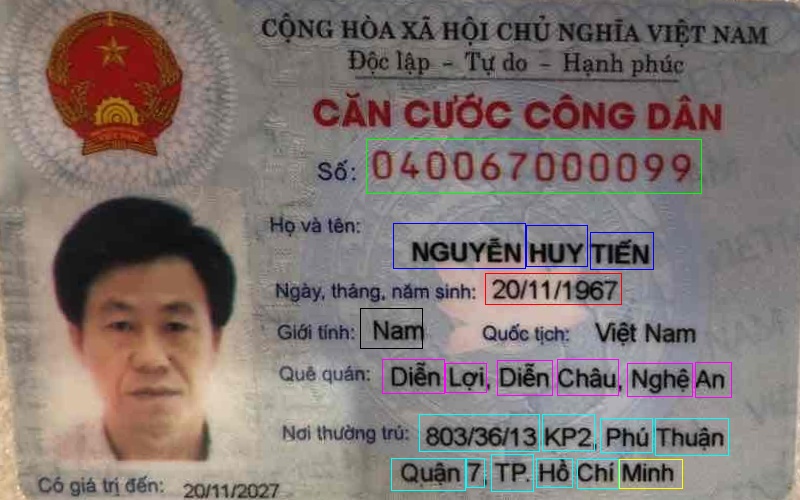 CỘNG HÒA XÃ HỘI CHỦ NGHĨA VIỆT NAM
Độc lập - Tự do - Hạnh phúc
CĂN CƯỚC CÔNG DÂN
Số: 040067000099
Họ và tên:
NGUYỄN HUY TIẾN
Ngày, tháng, năm sinh: 20/11/1967
Giới tính: Nam Quốc tịch: Việt Nam
Quê quán: Diễn Lợi, Diễn Châu, Nghệ An
Nơi thường trú: 803/36/13 KP2, Phú Thuận
Quận 7, TP. Hồ Chí Minh
Có giá trị đến: 20/11/2027